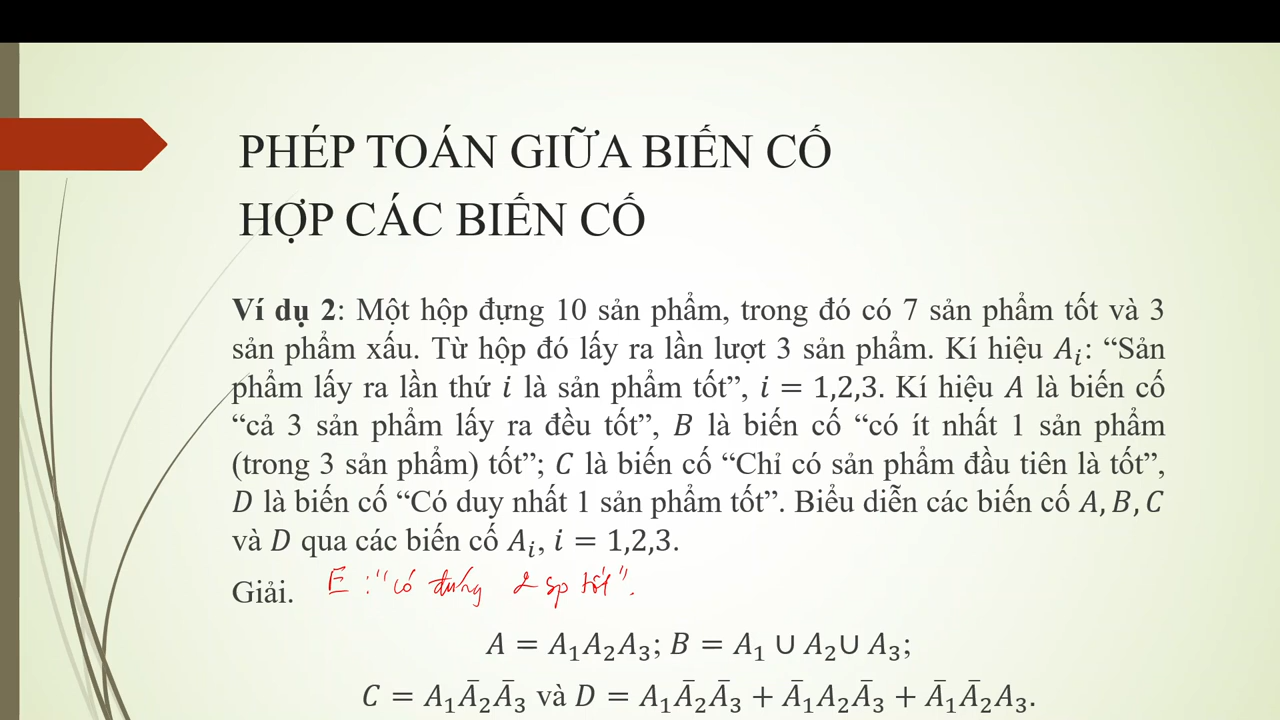 PHÉP TOÁN GIỮA BIẾN CỐ
HỢP CÁC BIẾN CỐ
Ví dụ 2: Một hộp đựng 10 sản phẩm, trong đó có 7 sản phẩm tốt và 3
sản phẩm xấu. Từ hộp đó lấy ra lần lượt 3 sản phẩm. Kí hiệu Aᵢ: “Sản
phẩm lấy ra lần thứ i là sản phẩm tốt”, i = 1,2,3. Kí hiệu A là biến cố
“cả 3 sản phẩm lấy ra đều tốt”, B là biến cố “có ít nhất 1 sản phẩm
(trong 3 sản phẩm) tốt”; C là biến cố “Chỉ có sản phẩm đầu tiên là tốt”,
D là biến cố “Có duy nhất 1 sản phẩm tốt”. Biểu diễn các biến cố A, B, C
và D qua các biến cố Aᵢ, i = 1,2,3.
Giải. E : "có đúng 2 sp tốt".
A = A₁A₂A₃; B = A₁ ∪ A₂∪ A₃;
C = A₁Ā₂Ā₃ và D = A₁Ā₂Ā₃ + Ā₁A₂Ā₃ + Ā₁Ā₂A₃.